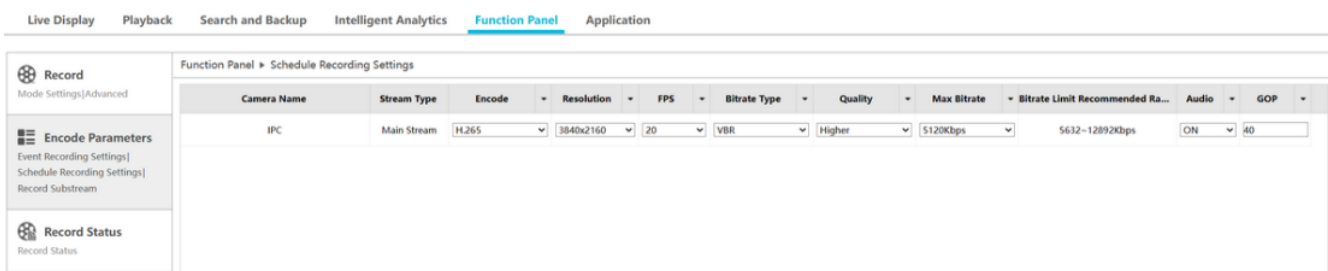 Live Display Playback Search and Backup Intelligent Analytics Function Panel Application
Record
Mode Settings|Advanced
Encode Parameters
Event Recording Settings|
Schedule Recording Settings|
Record Substream
Record Status
Record Status
Function Panel ▸ Schedule Recording Settings
Camera Name Stream Type Encode Resolution FPS Bitrate Type Quality Max Bitrate Bitrate Limit Recommended Ra... Audio GOP
IPC Main Stream H.265 3840x2160 20 VBR Higher 5120Kbps 5632~12892Kbps ON 40